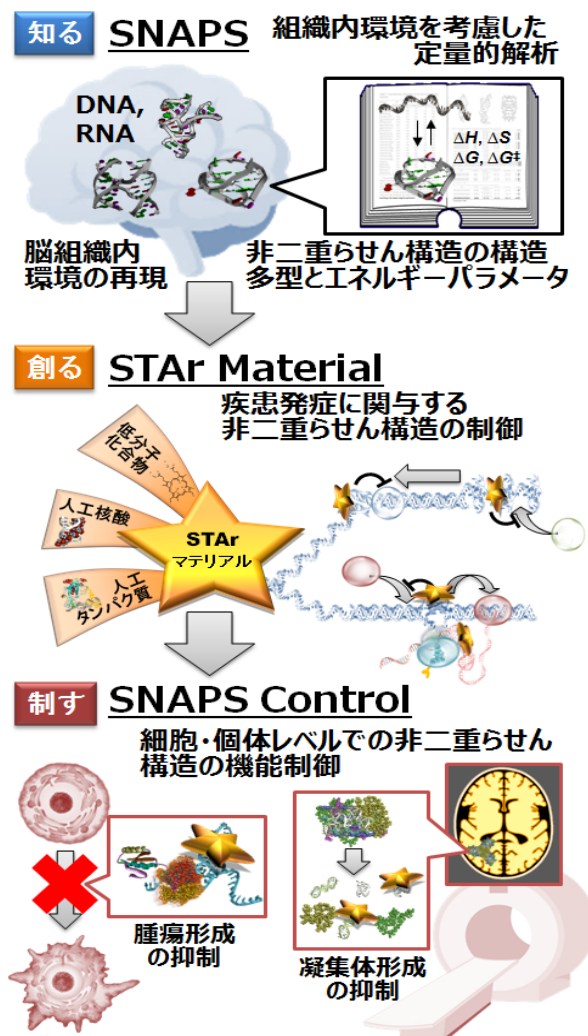 知る SNAPS 組織内環境を考慮した
定量的解析
DNA,
RNA
ΔH, ΔS
ΔG, ΔG‡
脳組織内
環境の再現
非二重らせん構造の構造
多型とエネルギーパラメータ
創る STAr Material
疾患発症に関与する
非二重らせん構造の制御
低分子
化合物
人工核酸
人工
タンパク質
STAr
マテリアル
制す SNAPS Control
細胞・個体レベルでの非二重らせん
構造の機能制御
腫瘍形成
の抑制
凝集体形成
の抑制